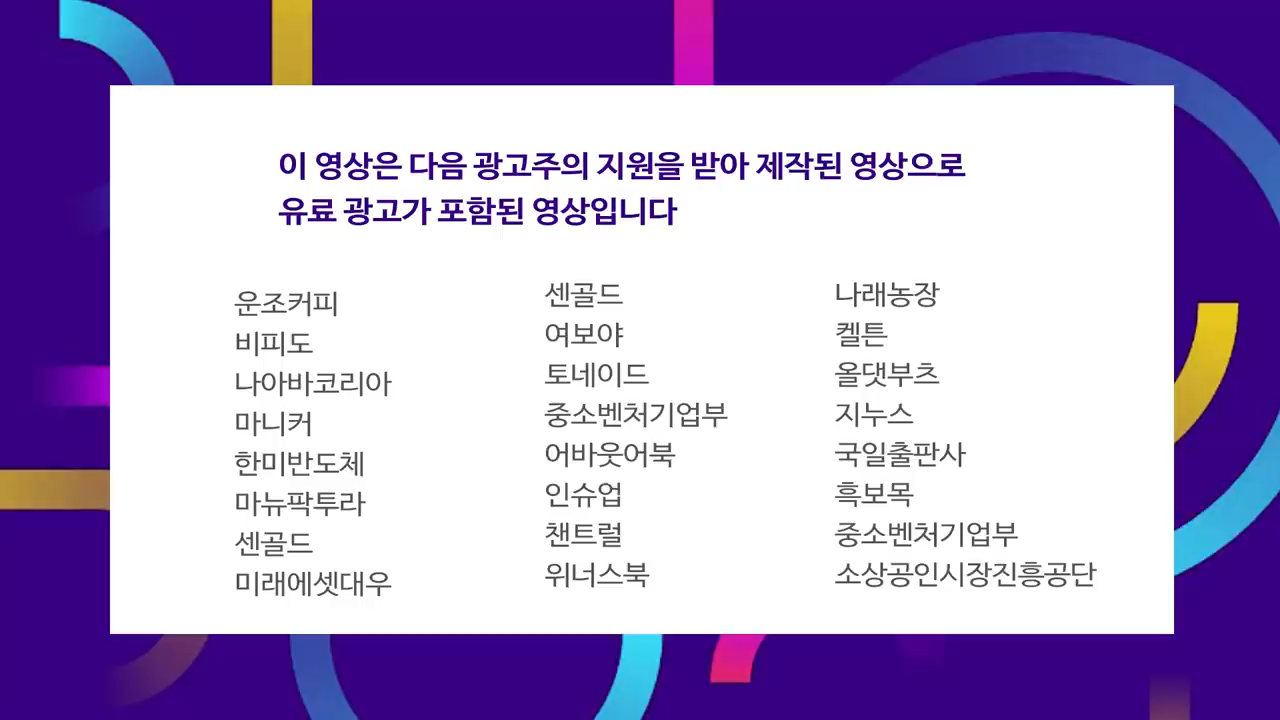 이 영상은 다음 광고주의 지원을 받아 제작된 영상으로
유료 광고가 포함된 영상입니다
운조커피
비피도
나아바코리아
마니커
한미반도체
마뉴팍투라
센골드
미래에셋대우
센골드
여보야
토네이드
중소벤처기업부
어바웃어북
인슈업
챈트럴
위너스북
나래농장
켈튼
올댓부츠
지누스
국일출판사
흑보목
중소벤처기업부
소상공인시장진흥공단